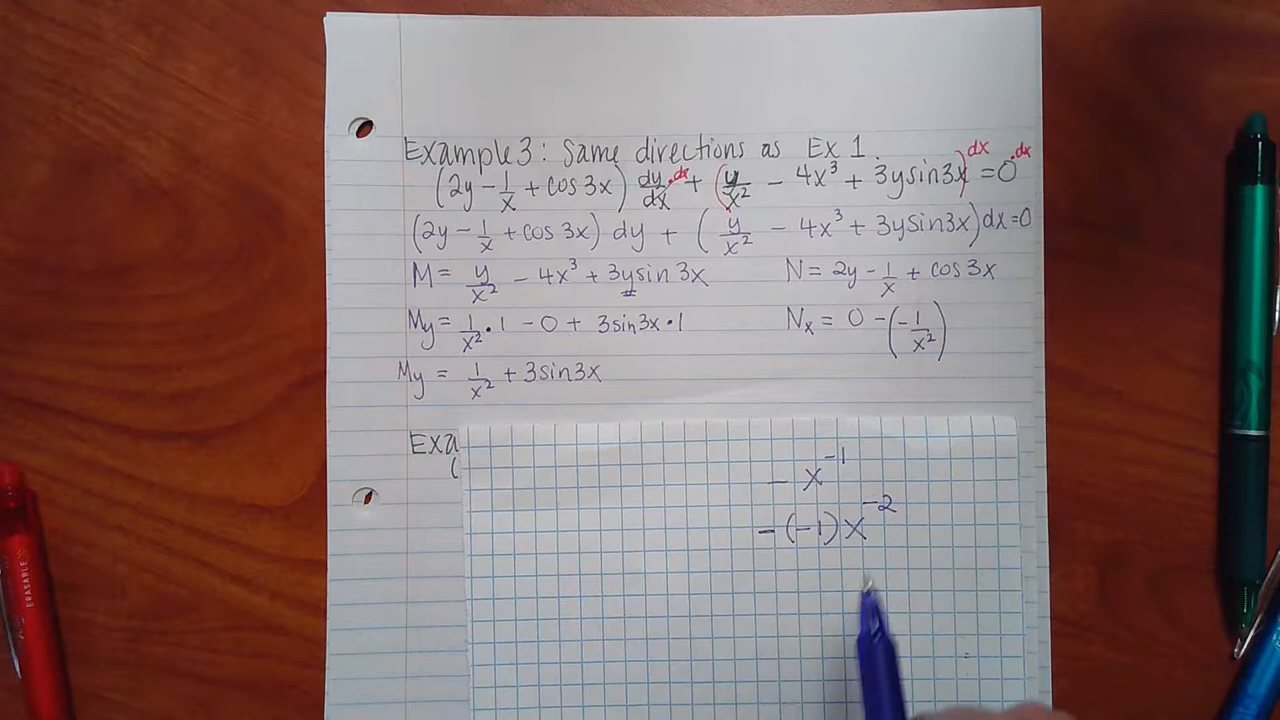 Example 3: Same directions as Ex 1.
(2y - 1/x + cos 3x) dy/dx · dx + (y/x² - 4x³ + 3y sin 3x) dx = 0 · dx
(2y - 1/x + cos 3x) dy + (y/x² - 4x³ + 3y sin 3x) dx = 0
M = y/x² - 4x³ + 3y sin 3x N = 2y - 1/x + cos 3x
My = 1/x² · 1 - 0 + 3 sin 3x · 1 Nx = 0 - (-1/x²)
My = 1/x² + 3 sin 3x
Exa
(
- x⁻¹
- (-1) x⁻²
ERASABLE